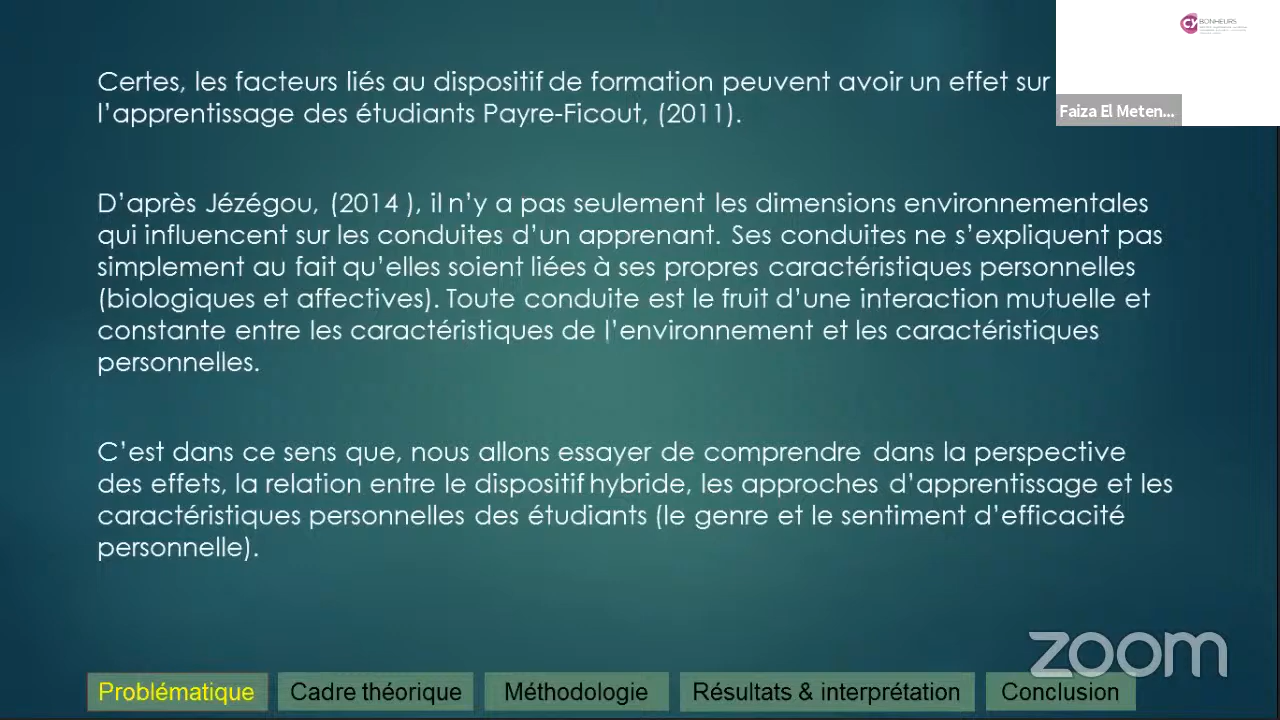 Certes, les facteurs liés au dispositif de formation peuvent avoir un effet sur
l'apprentissage des étudiants Payre-Ficout, (2011).
D'après Jézégou, (2014 ), il n'y a pas seulement les dimensions environnementales
qui influencent sur les conduites d'un apprenant. Ses conduites ne s'expliquent pas
simplement au fait qu'elles soient liées à ses propres caractéristiques personnelles
(biologiques et affectives). Toute conduite est le fruit d'une interaction mutuelle et
constante entre les caractéristiques de l'environnement et les caractéristiques
personnelles.
C'est dans ce sens que, nous allons essayer de comprendre dans la perspective
des effets, la relation entre le dispositif hybride, les approches d'apprentissage et les
caractéristiques personnelles des étudiants (le genre et le sentiment d'efficacité
personnelle).
CY BONHEURS
Faiza El Meten...
zoom
Problématique Cadre théorique Méthodologie Résultats & interprétation Conclusion